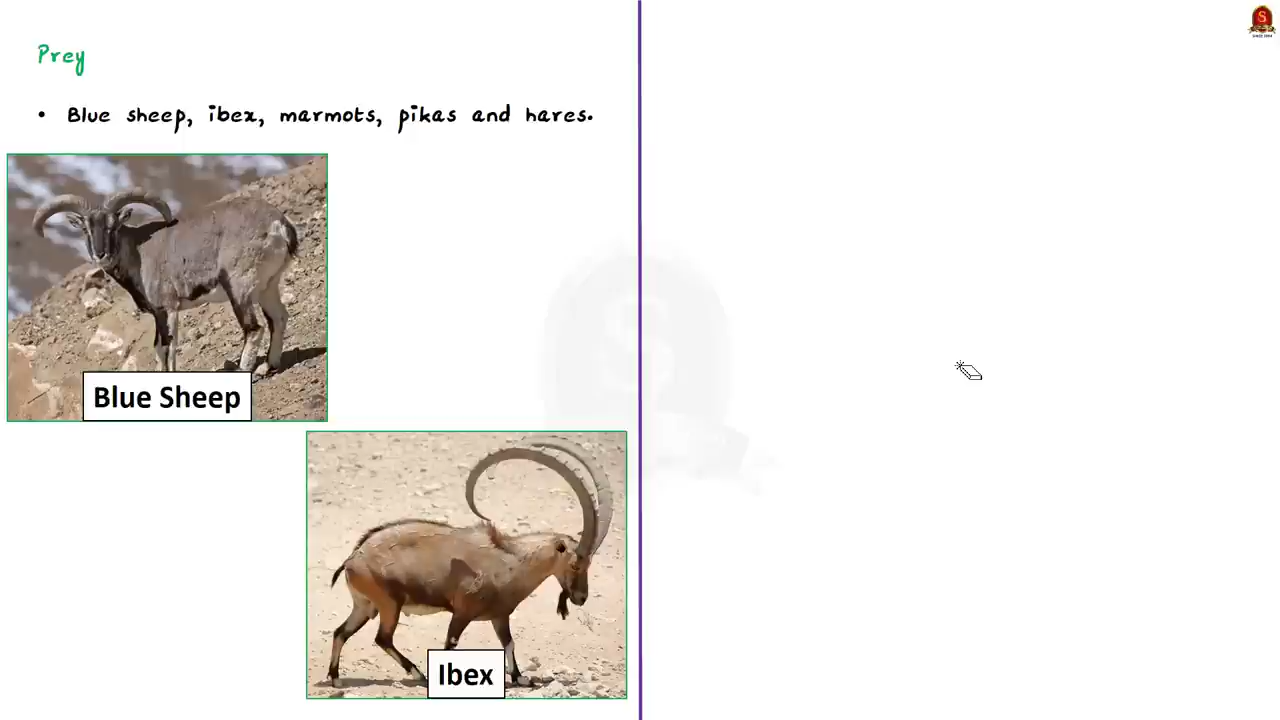 Prey
• Blue sheep, ibex, marmots, pikas and hares.
Blue Sheep
Ibex